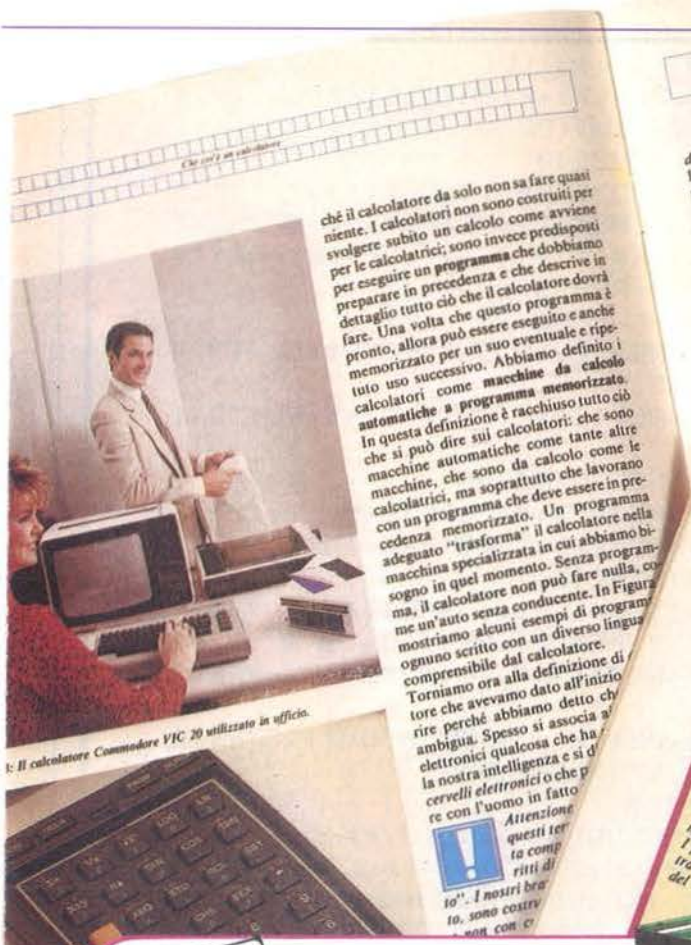 Che cos'è un calcolatore
ché il calcolatore da solo non sa fare quasi
niente. I calcolatori non sono costruiti per
svolgere subito un calcolo come avviene
per le calcolatrici; sono invece predisposti
per eseguire un programma che dobbiamo
preparare in precedenza e che descrive in
dettaglio tutto ciò che il calcolatore dovrà
fare. Una volta che questo programma è
pronto, allora può essere eseguito e anche
memorizzato per un suo eventuale e ripe-
tuto uso successivo. Abbiamo definito i
calcolatori come macchine da calcolo
automatiche a programma memorizzato.
In questa definizione è racchiuso tutto ciò
che si può dire sui calcolatori: che sono
macchine automatiche come tante altre
macchine, che sono da calcolo come le
calcolatrici, ma soprattutto che lavorano
con un programma che deve essere in pre-
cedenza memorizzato. Un programma
adeguato "trasforma" il calcolatore nella
macchina specializzata in cui abbiamo bi-
sogno in quel momento. Senza program-
ma, il calcolatore non può fare nulla, co-
me un'auto senza conducente. In Figura
mostriamo alcuni esempi di program
ognuno scritto con un diverso lingua
comprensibile dal calcolatore.
Torniamo ora alla definizione di
tore che avevamo dato all'inizio
rire perché abbiamo detto ch
ambigua. Spesso si associa a
elettronici qualcosa che ha
la nostra intelligenza e si d
cervelli elettronici o che p
re con l'uomo in fatto
Attenzione
questi ter
ta comp
ritti di
to". I nostri bra
to, sono costru
non con c
3: Il calcolatore Commodore VIC 20 utilizzato in ufficio.
del